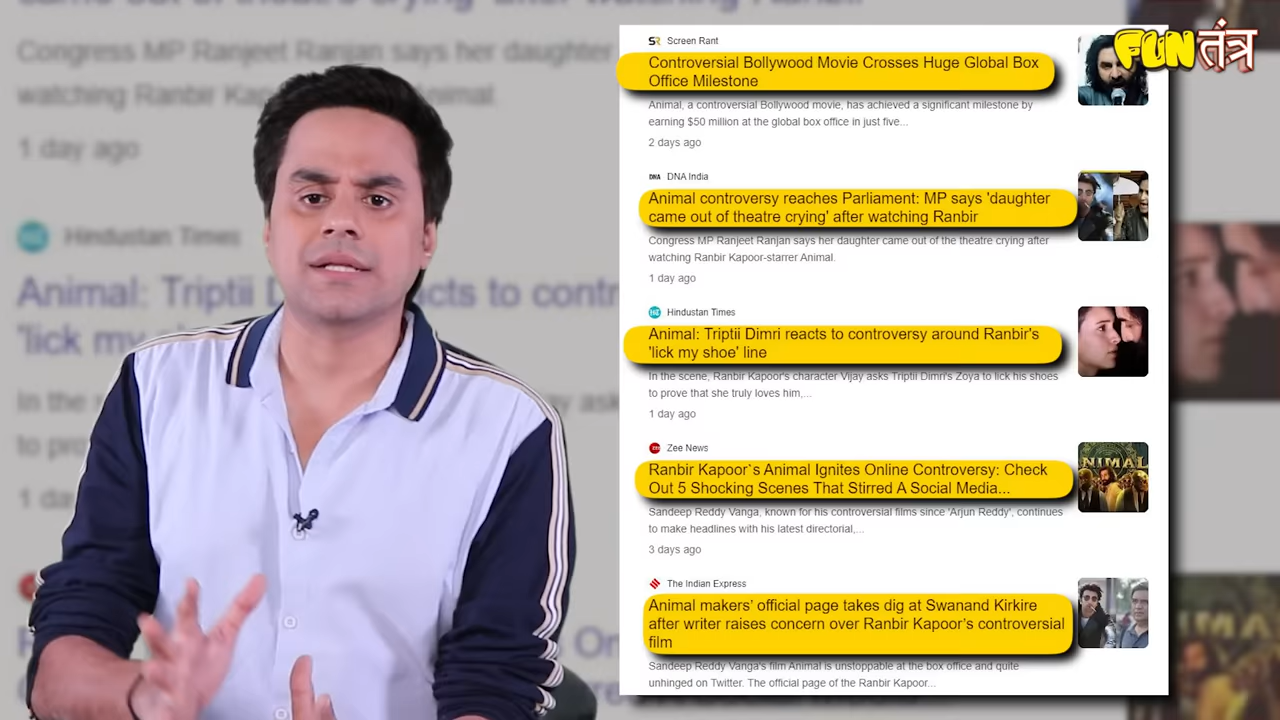 FUNतंत्र
Screen Rant
Controversial Bollywood Movie Crosses Huge Global Box
Office Milestone
Animal, a controversial Bollywood movie, has achieved a significant milestone by
earning $50 million at the global box office in just five...
2 days ago
DNA DNA India
Animal controversy reaches Parliament: MP says 'daughter
came out of theatre crying' after watching Ranbir
Congress MP Ranjeet Ranjan says her daughter came out of the theatre crying after
watching Ranbir Kapoor-starrer Animal.
1 day ago
Hindustan Times
Animal: Triptii Dimri reacts to controversy around Ranbir's
'lick my shoe' line
In the scene, Ranbir Kapoor's character Vijay asks Triptii Dimri's Zoya to lick his shoes
to prove that she truly loves him,...
1 day ago
Zee News
Ranbir Kapoor`s Animal Ignites Online Controversy: Check
Out 5 Shocking Scenes That Stirred A Social Media...
Sandeep Reddy Vanga, known for his controversial films since 'Arjun Reddy', continues
to make headlines with his latest directorial,...
3 days ago
NIMAL
The Indian Express
Animal makers' official page takes dig at Swanand Kirkire
after writer raises concern over Ranbir Kapoor's controversial
film
Sandeep Reddy Vanga's film Animal is unstoppable at the box office and quite
unhinged on Twitter. The official page of the Ranbir Kapoor...
Congress MP Ranjeet Ranjan says her daughter
watching Ranbir
1 day ago
Hindustan Times
Animal: Triptii
'lick my
In the
to